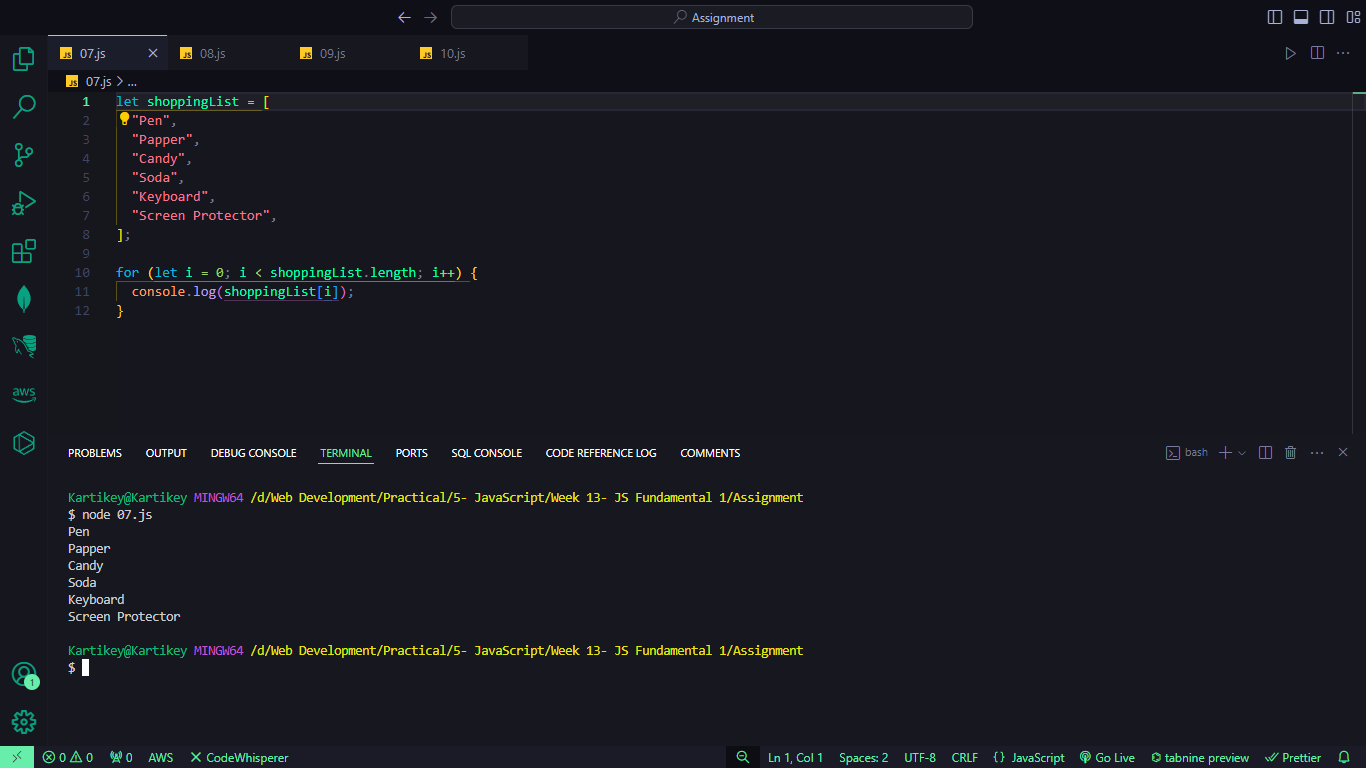 Assignment
JS 07.js JS 08.js JS 09.js JS 10.js
JS 07.js > ...
1 let shoppingList = [
2 "Pen",
3 "Papper",
4 "Candy",
5 "Soda",
6 "Keyboard",
7 "Screen Protector",
8 ];
9
10 for (let i = 0; i < shoppingList.length; i++) {
11 console.log(shoppingList[i]);
12 }
aws
PROBLEMS OUTPUT DEBUG CONSOLE TERMINAL PORTS SQL CONSOLE CODE REFERENCE LOG COMMENTS bash
Kartikey@Kartikey MINGW64 /d/Web Development/Practical/5- JavaScript/Week 13- JS Fundamental 1/Assignment
$ node 07.js
Pen
Papper
Candy
Soda
Keyboard
Screen Protector
Kartikey@Kartikey MINGW64 /d/Web Development/Practical/5- JavaScript/Week 13- JS Fundamental 1/Assignment
$
1
0 0 0 AWS CodeWhisperer Ln 1, Col 1 Spaces: 2 UTF-8 CRLF {} JavaScript Go Live tabnine preview Prettier